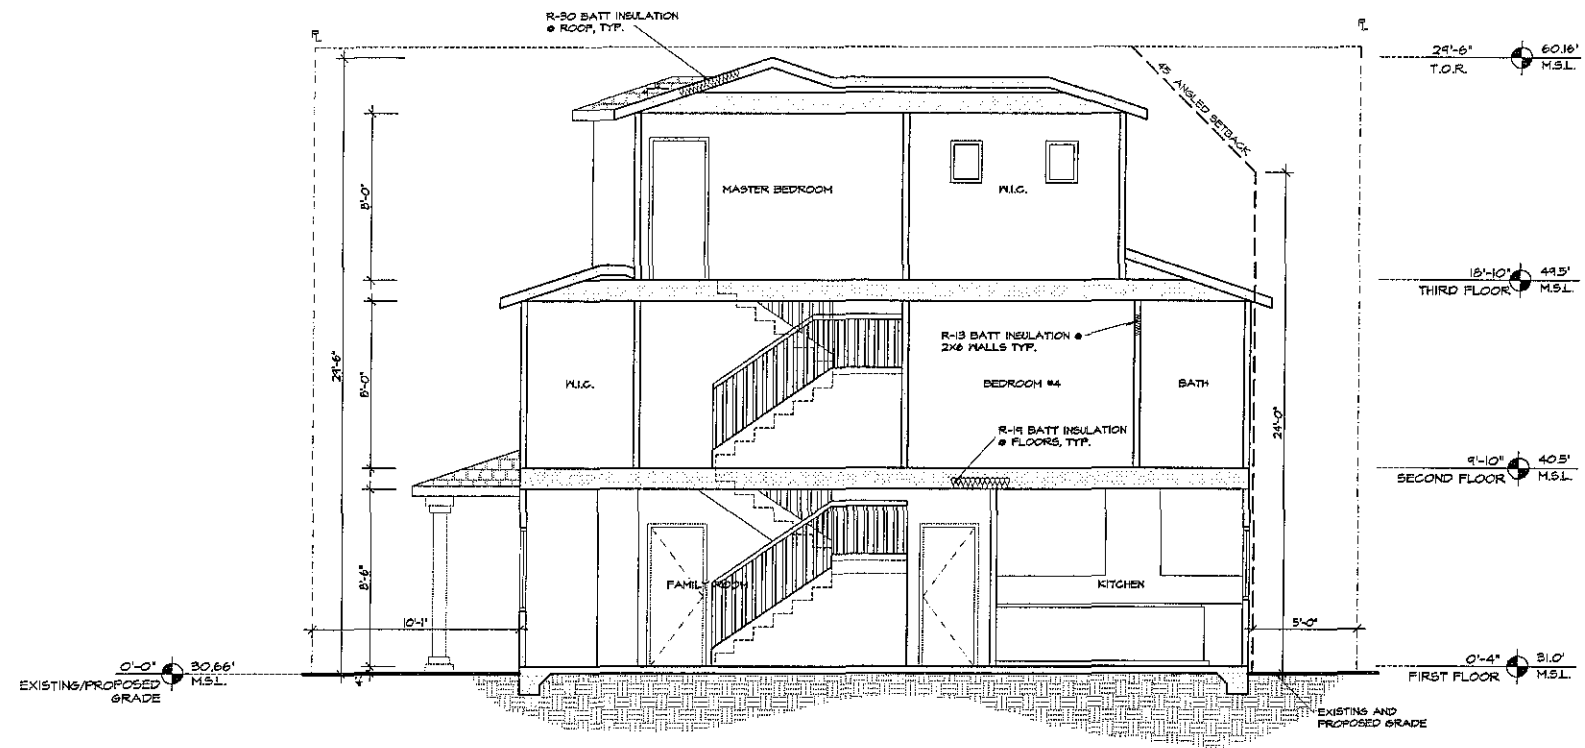 R-30 BATT INSULATION
@ ROOF, TYP.
PL
PL
29'-6" 60.16'
T.O.R. M.S.L.
45 ANGLED SETBACK
8'-0"
MASTER BEDROOM
W.I.C.
18'-10" 49.5'
THIRD FLOOR M.S.L.
29'-6"
8'-0"
R-13 BATT INSULATION @
2X6 WALLS TYP.
W.I.C.
BEDROOM #4
BATH
24'-0"
R-19 BATT INSULATION
@ FLOORS, TYP.
9'-10" 40.5'
SECOND FLOOR M.S.L.
8'-6"
FAMILY ROOM
KITCHEN
10'-1"
5'-0"
0'-0" 30.66'
EXISTING/PROPOSED M.S.L.
GRADE
4"
0'-4" 31.0'
FIRST FLOOR M.S.L.
EXISTING AND
PROPOSED GRADE